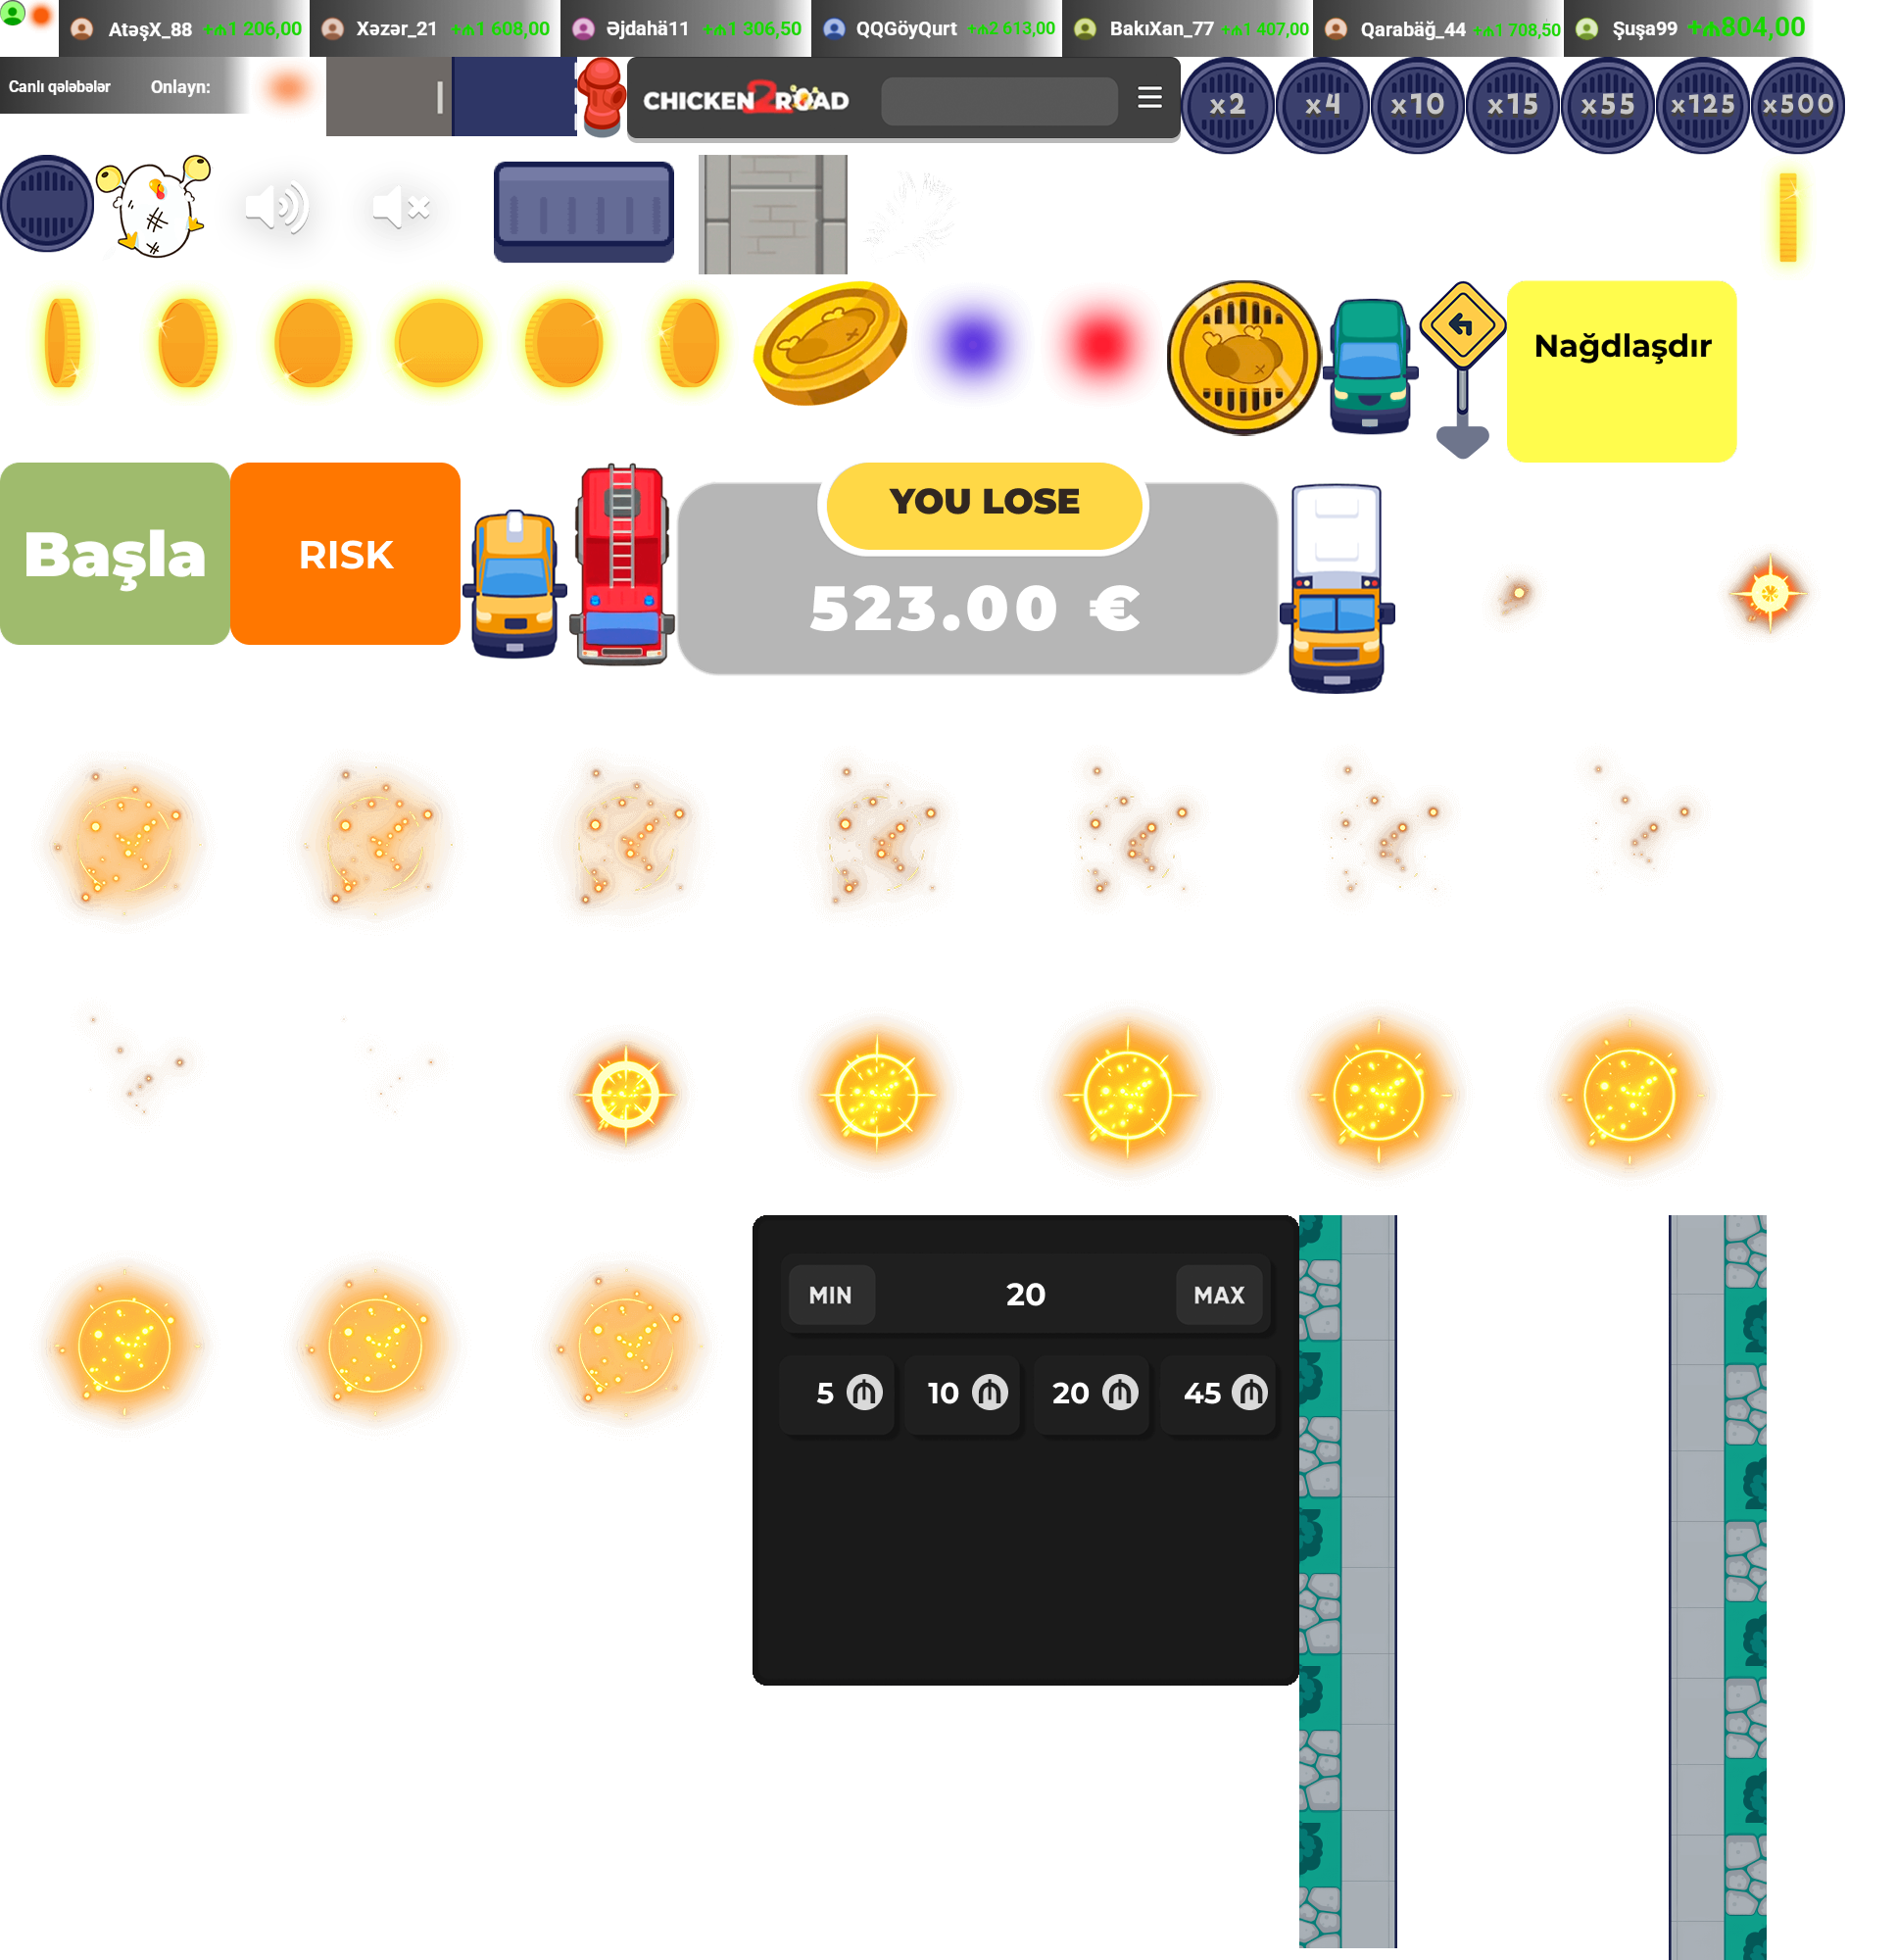 AtəşX_88 +₼1 206,00
Xəzər_21 +₼1 608,00
Əjdahä11 +₼1 306,50
QQGöyQurt +₼2 613,00
BakıXan_77 +₼1 407,00
Qarabäğ_44 +₼1 708,50
Şuşa99 +₼804,00
Canlı qələbələr Onlayn:
CHICKEN 2 ROAD
x2
x4
x10
x15
x55
x125
x500
Nağdlaşdır
Başla
RISK
YOU LOSE
523.00 €
MIN 20 MAX
5 ₼ 10 ₼ 20 ₼ 45 ₼